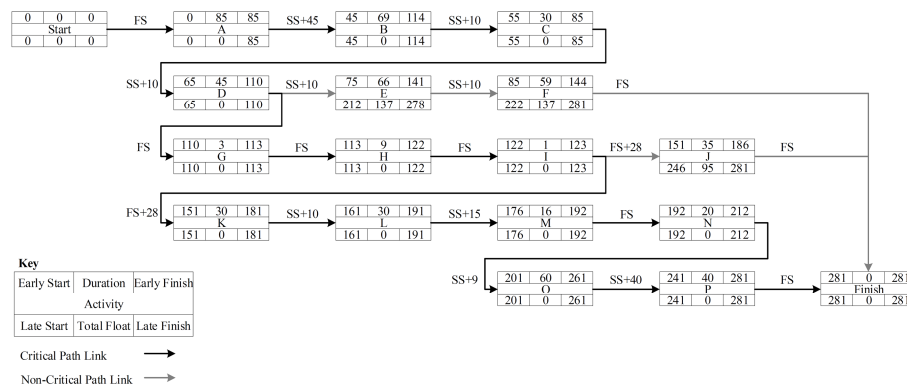 0 0 0
Start
0 0 0
FS
0 85 85
A
0 0 85
SS+45
45 69 114
B
45 0 114
SS+10
55 30 85
C
55 0 85
SS+10
65 45 110
D
65 0 110
SS+10
75 66 141
E
212 137 278
SS+10
85 59 144
F
222 137 281
FS
FS
110 3 113
G
110 0 113
FS
113 9 122
H
113 0 122
FS
122 1 123
I
122 0 123
FS+28
151 35 186
J
246 95 281
FS
FS+28
151 30 181
K
151 0 181
SS+10
161 30 191
L
161 0 191
SS+15
176 16 192
M
176 0 192
FS
192 20 212
N
192 0 212
SS+9
201 60 261
O
201 0 261
SS+40
241 40 281
P
241 0 281
FS
281 0 281
Finish
281 0 281
Key
Early Start Duration Early Finish
Activity
Late Start Total Float Late Finish
Critical Path Link
Non-Critical Path Link